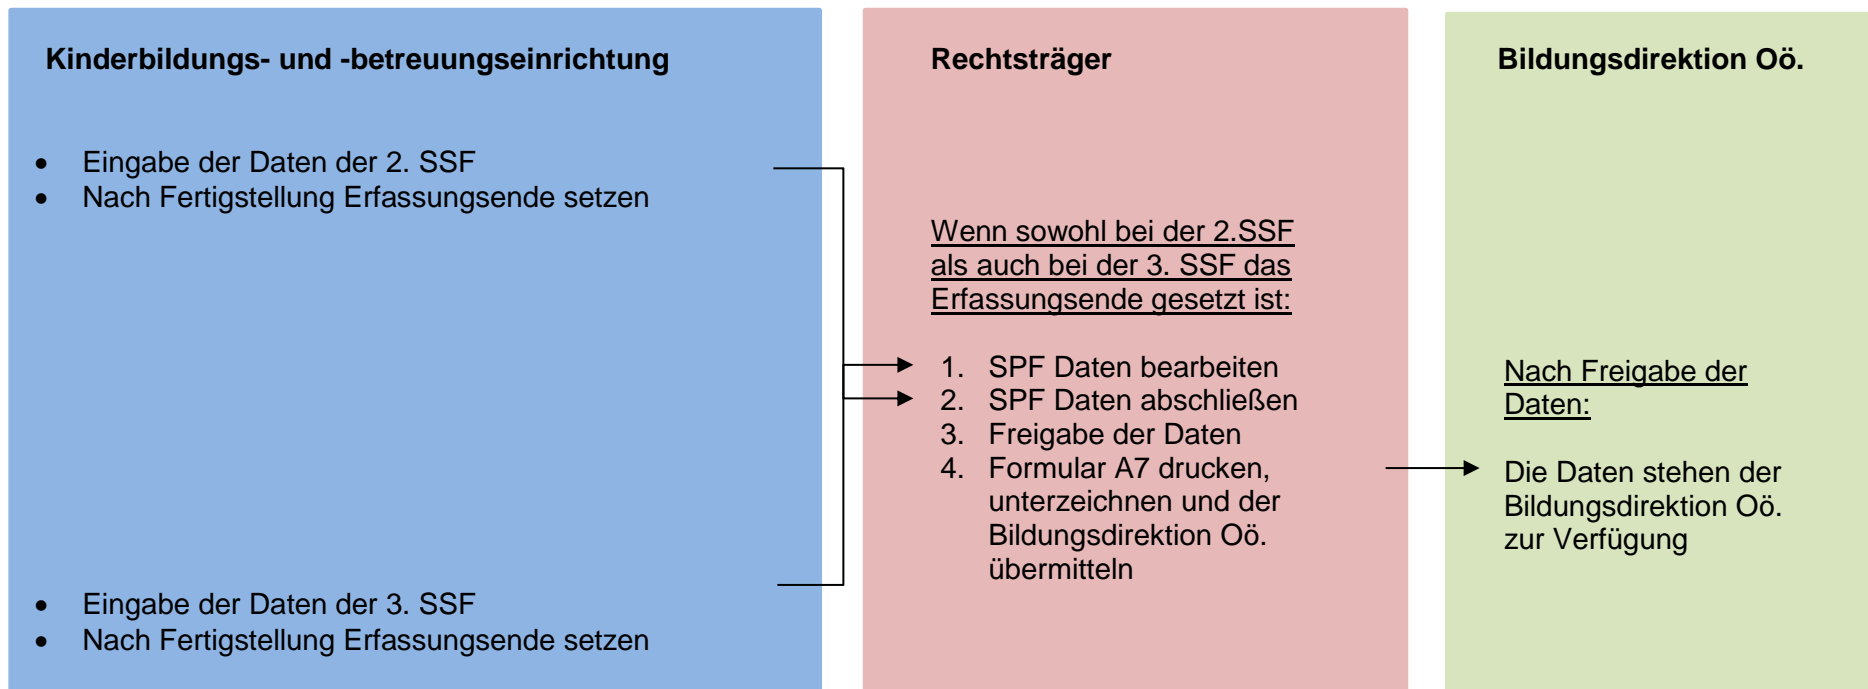 Kinderbildungs- und -betreuungseinrichtung
• Eingabe der Daten der 2. SSF
• Nach Fertigstellung Erfassungsende setzen
• Eingabe der Daten der 3. SSF
• Nach Fertigstellung Erfassungsende setzen
Rechtsträger
Wenn sowohl bei der 2.SSF
als auch bei der 3. SSF das
Erfassungsende gesetzt ist:
1. SPF Daten bearbeiten
2. SPF Daten abschließen
3. Freigabe der Daten
4. Formular A7 drucken,
unterzeichnen und der
Bildungsdirektion Oö.
übermitteln
Bildungsdirektion Oö.
Nach Freigabe der
Daten:
Die Daten stehen der
Bildungsdirektion Oö.
zur Verfügung